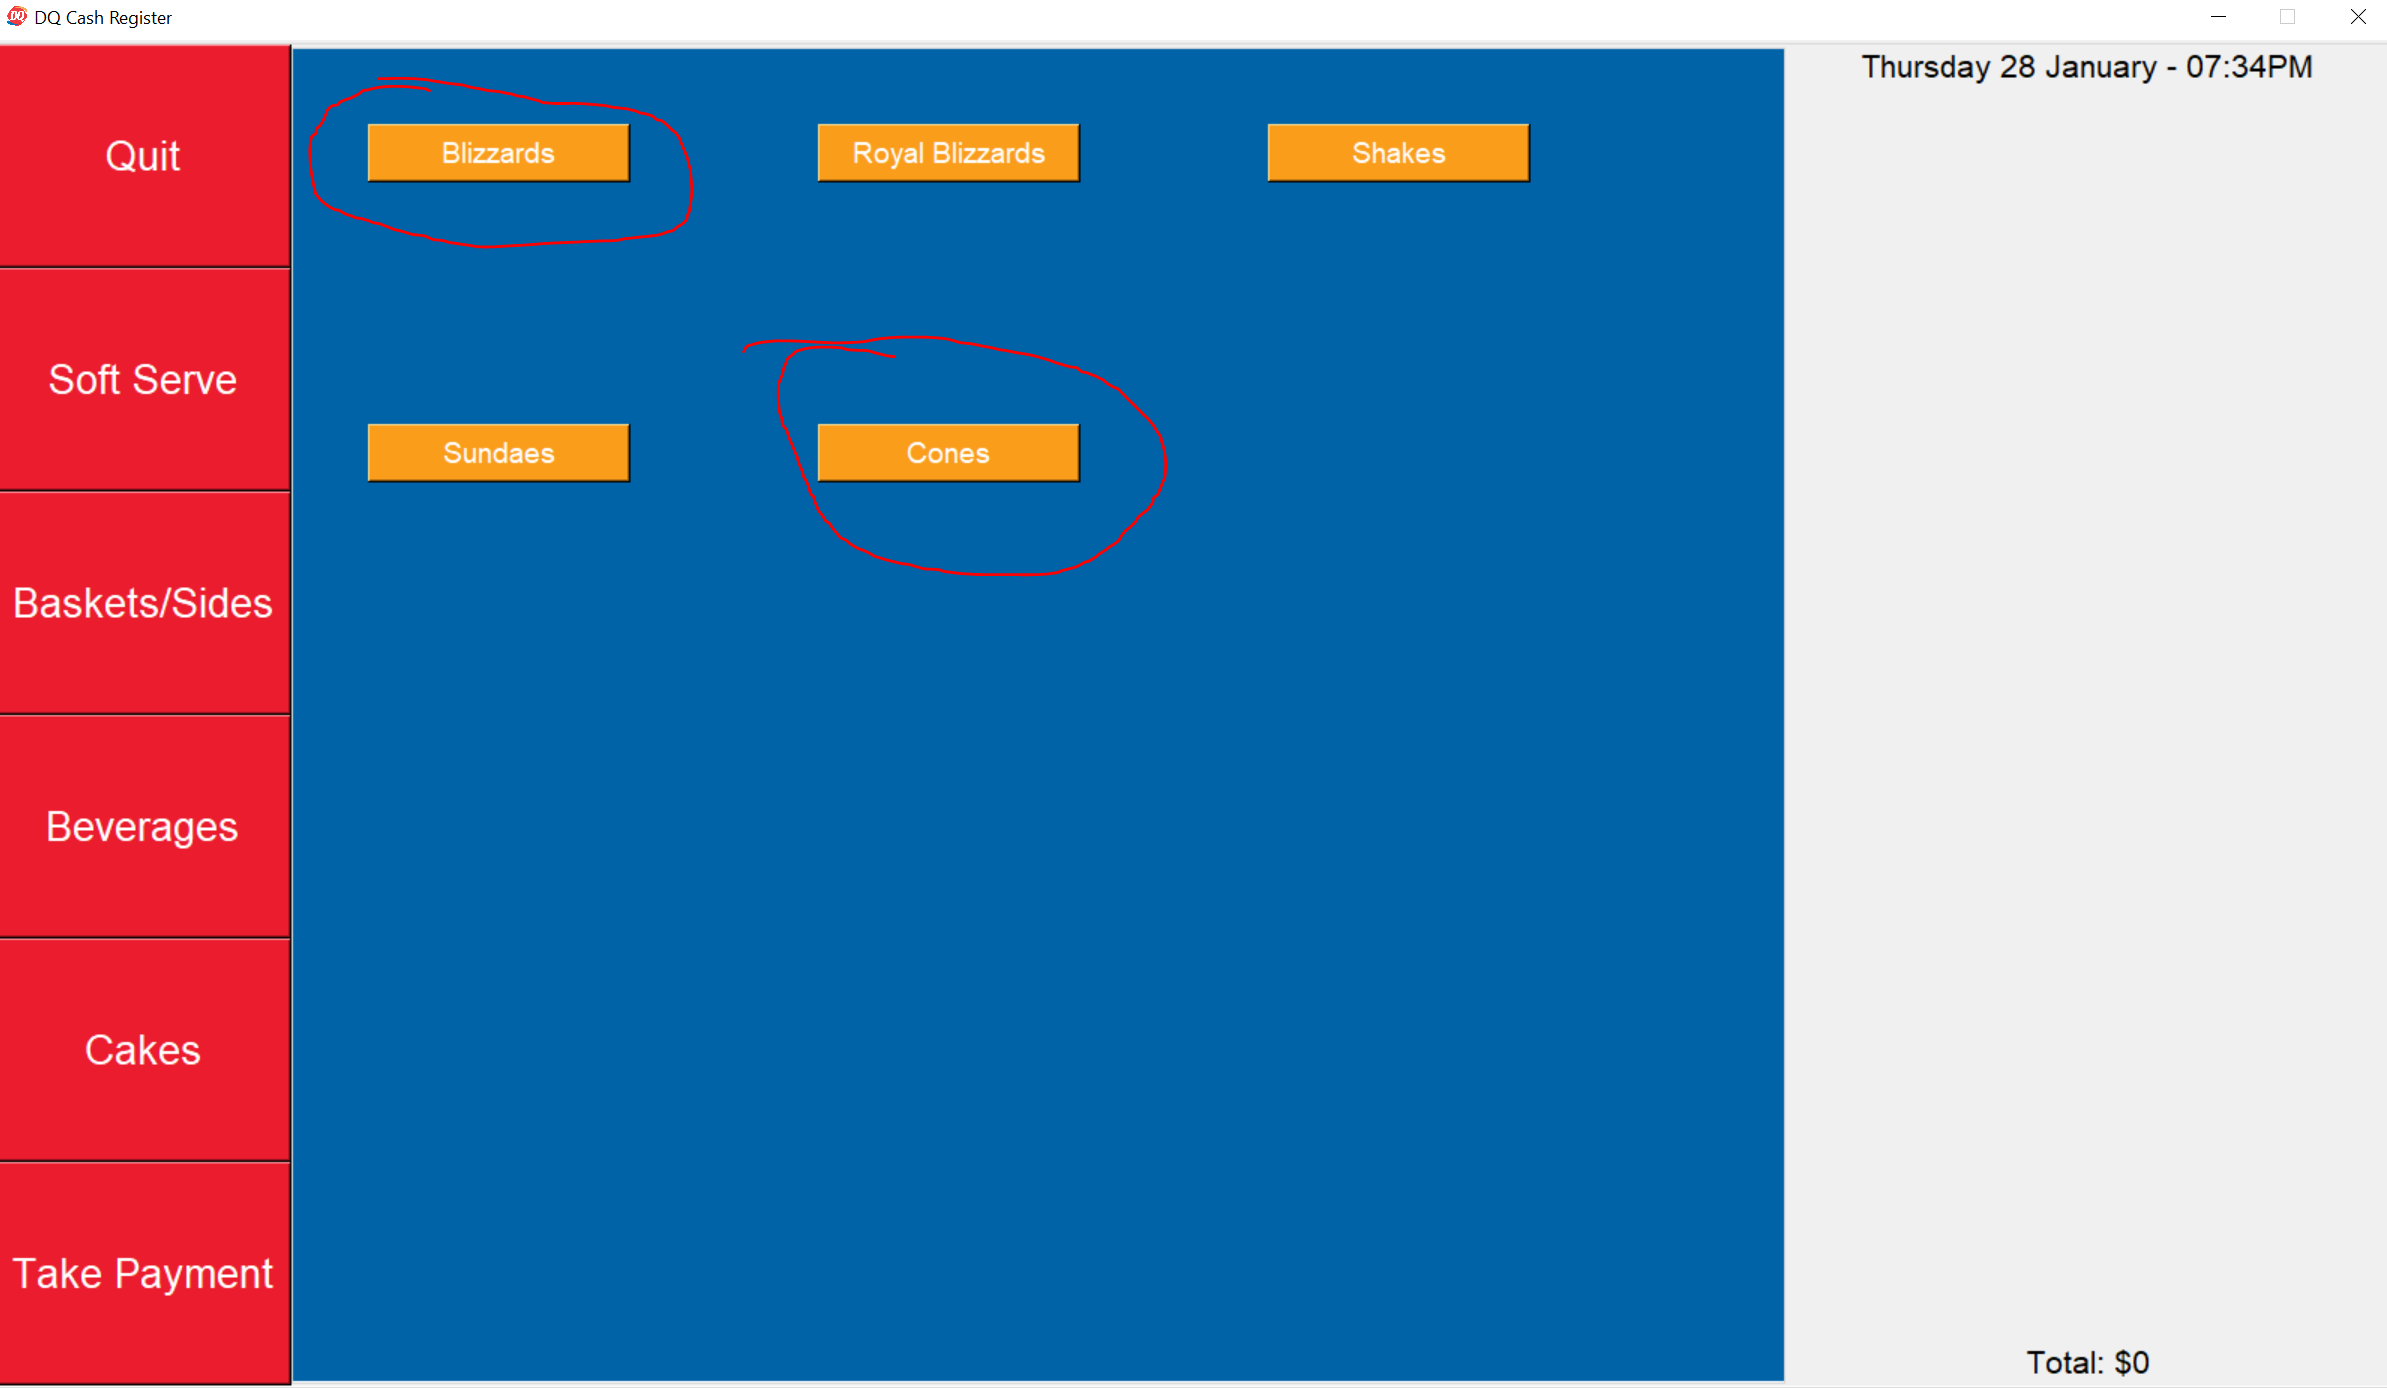 DQ Cash Register
Thursday 28 January - 07:34PM
Quit
Blizzards
Royal Blizzards
Shakes
Soft Serve
Sundaes
Cones
Baskets/Sides
Beverages
Cakes
Take Payment
Total: $0